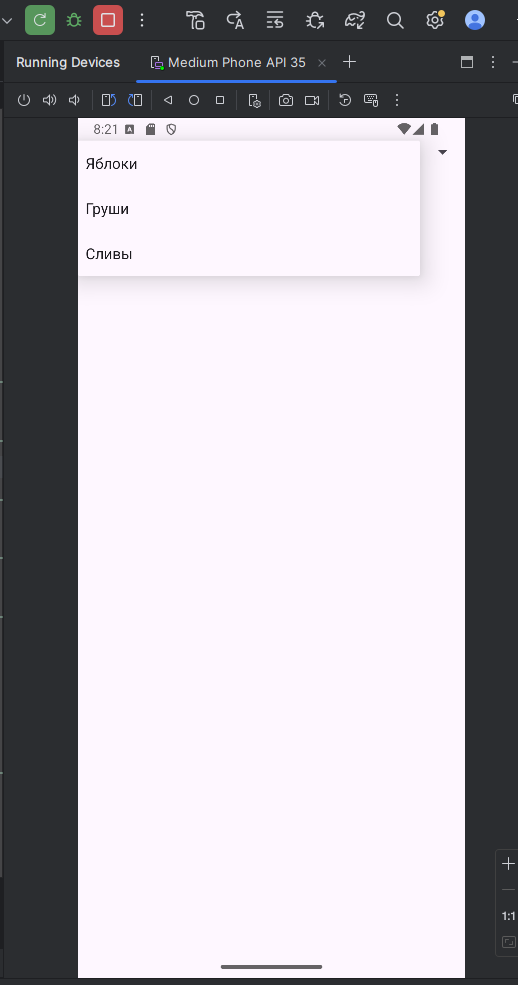 Running Devices
Medium Phone API 35
8:21
Яблоки
Груши
Сливы
1:1